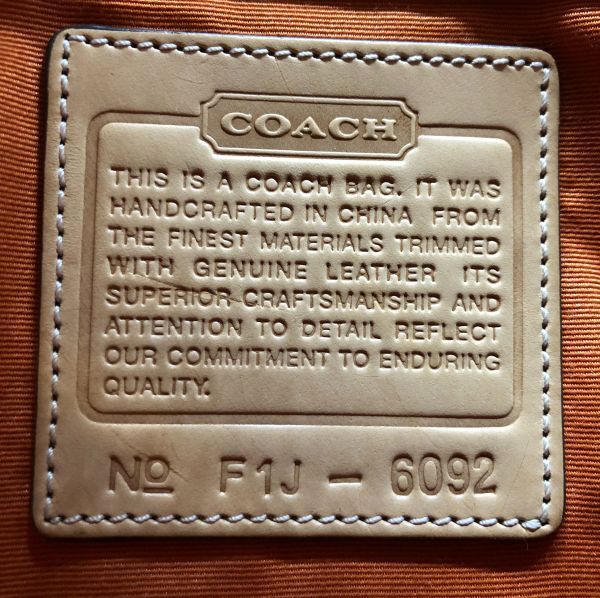 COACH
THIS IS A COACH BAG. IT WAS
HANDCRAFTED IN CHINA FROM
THE FINEST MATERIALS TRIMMED
WITH GENUINE LEATHER ITS
SUPERIOR CRAFTSMANSHIP AND
ATTENTION TO DETAIL REFLECT
OUR COMMITMENT TO ENDURING
QUALITY.
No F1J - 6092